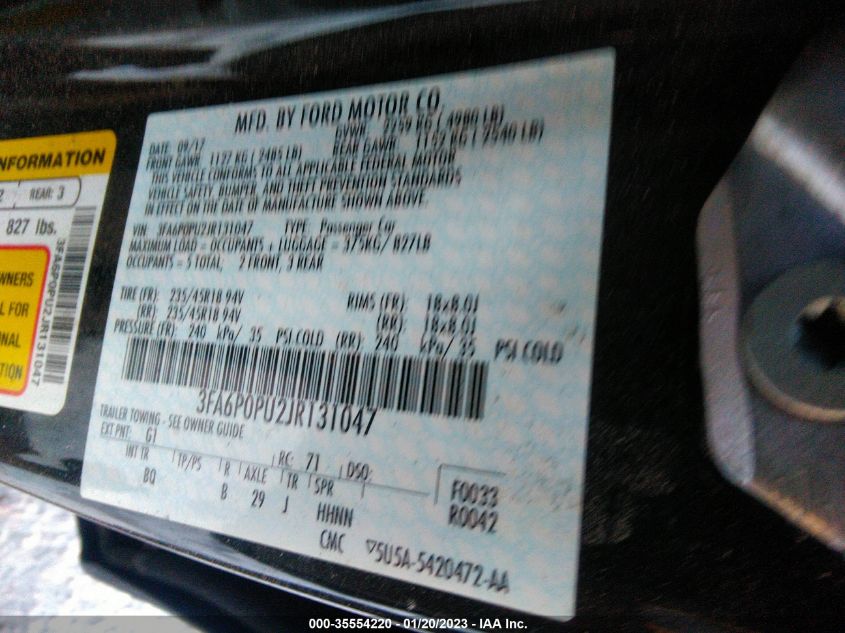 MFD. BY FORD MOTOR CO.
DATE: 09/17 GVWR: 2259 KG ( 4980 LB)
FRONT GAWR: 1127 KG ( 2485 LB) REAR GAWR: 1152 KG ( 2540 LB)
THIS VEHICLE CONFORMS TO ALL APPLICABLE FEDERAL MOTOR
VEHICLE SAFETY, BUMPER, AND THEFT PREVENTION STANDARDS
IN EFFECT ON THE DATE OF MANUFACTURE SHOWN ABOVE.
VIN: 3FA6P0PU2JR131047 TYPE: Passenger Car
MAXIMUM LOAD = OCCUPANTS + LUGGAGE = 375KG/ 827LB
OCCUPANTS = 5 TOTAL, 2 FRONT, 3 REAR
TIRE (FR): 235/45R18 94V RIMS (FR): 18x8.0J
(RR): 235/45R18 94V (RR): 18x8.0J
PRESSURE (FR): 240 kPa/ 35 PSI COLD (RR): 240 kPa/ 35 PSI COLD
3FA6P0PU2JR131047
TRAILER TOWING - SEE OWNER GUIDE
EXT PNT: G1 RC: 71 DSO:
INT TR TP/PS R AXLE TR SPR
BQ B 29 J HHNN
F0033
R0042
CMC ▽5U5A-5420472-AA
INFORMATION
2 REAR: 3
827 lbs.
3FA6P0PU2JR131047
OWNERS
L FOR
ONAL
TION
000-35554220 - 01/20/2023 - IAA Inc.